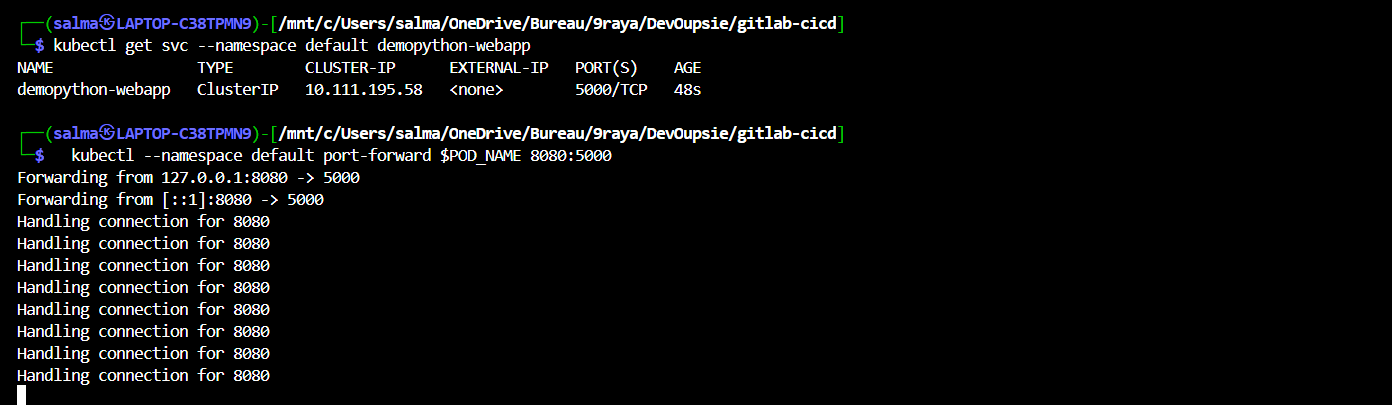 ┌──(salma㉿LAPTOP-C38TPMN9)-[/mnt/c/Users/salma/OneDrive/Bureau/9raya/DevOupsie/gitlab-cicd]
└─$ kubectl get svc --namespace default demopython-webapp
NAME                TYPE        CLUSTER-IP      EXTERNAL-IP   PORT(S)    AGE
demopython-webapp   ClusterIP   10.111.195.58   <none>        5000/TCP   48s
┌──(salma㉿LAPTOP-C38TPMN9)-[/mnt/c/Users/salma/OneDrive/Bureau/9raya/DevOupsie/gitlab-cicd]
└─$   kubectl --namespace default port-forward $POD_NAME 8080:5000
Forwarding from 127.0.0.1:8080 -> 5000
Forwarding from [::1]:8080 -> 5000
Handling connection for 8080
Handling connection for 8080
Handling connection for 8080
Handling connection for 8080
Handling connection for 8080
Handling connection for 8080
Handling connection for 8080
Handling connection for 8080